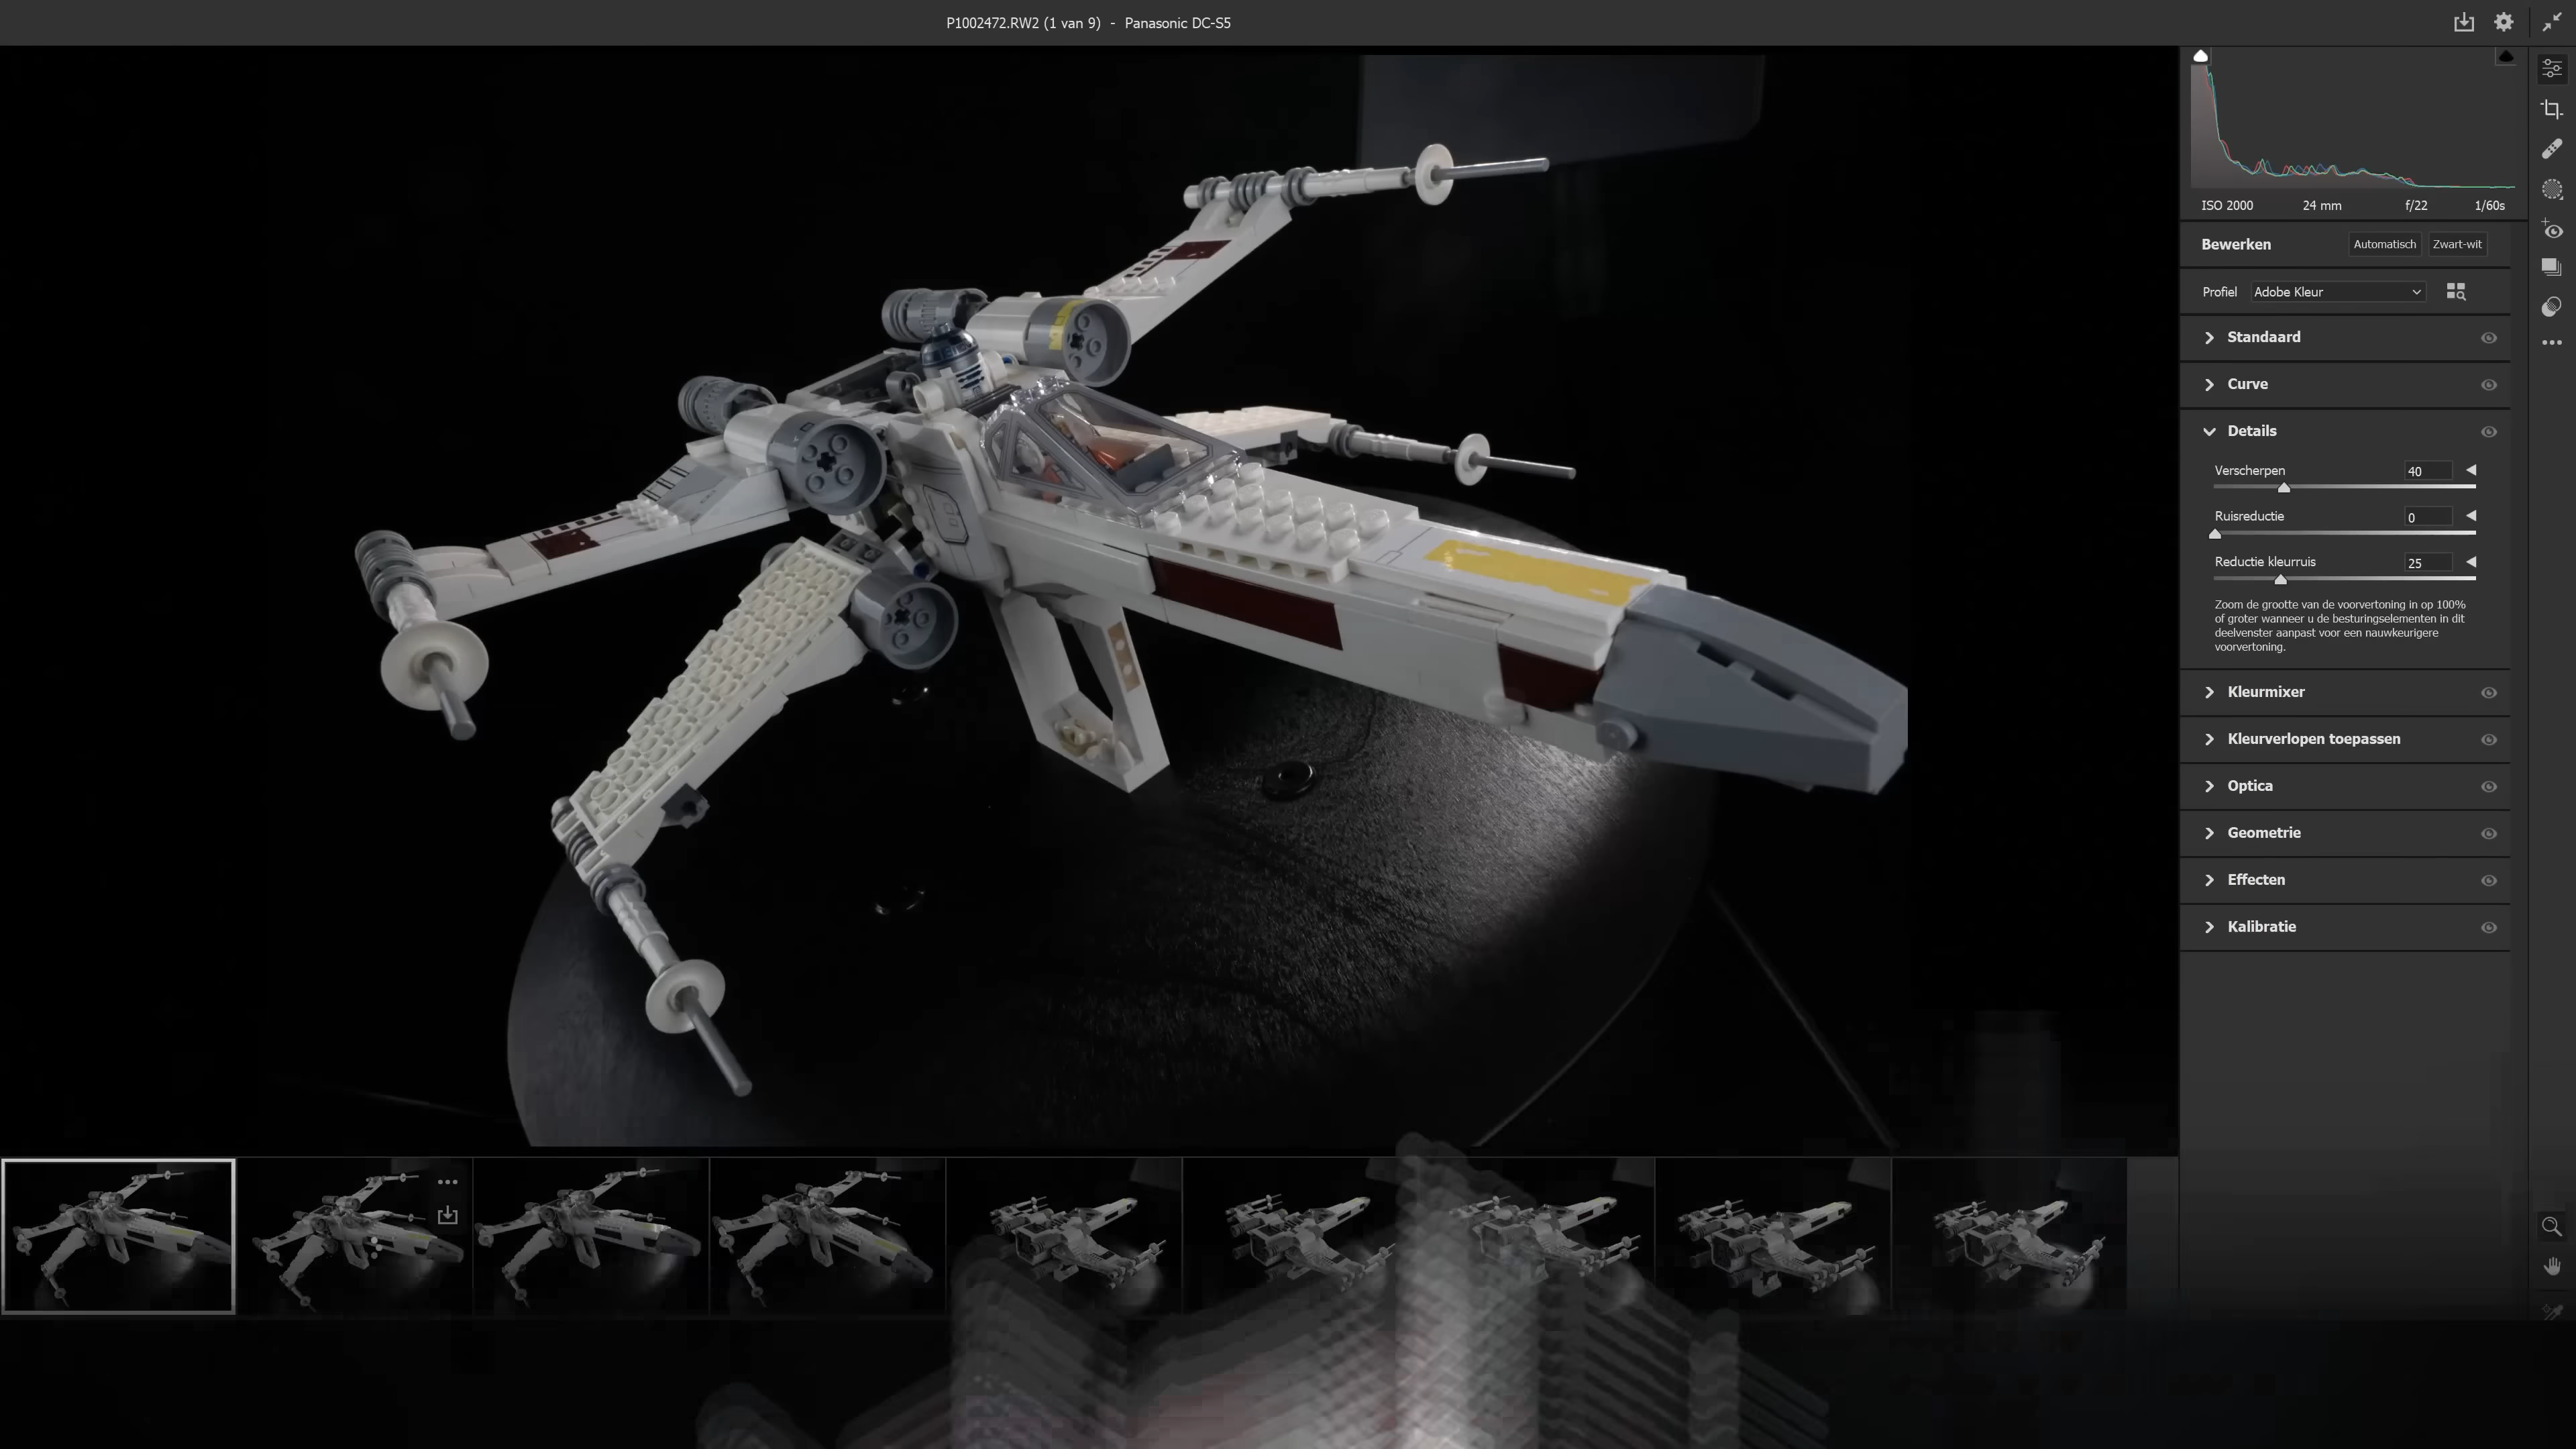 P1002472.RW2 (1 van 9)  -  Panasonic DC-S5
ISO 2000 24 mm f/22 1/60s
Bewerken Automatisch Zwart-wit
Profiel Adobe Kleur
Standaard
Curve
Details
Verscherpen 40
Ruisreductie 0
Reductie kleurruis 25
Zoom de grootte van de voorvertoning in op 100%
of groter wanneer u de besturingselementen in dit
deelvenster aanpast voor een nauwkeurigere
voorvertoning.
Kleurmixer
Kleurverlopen toepassen
Optica
Geometrie
Effecten
Kalibratie